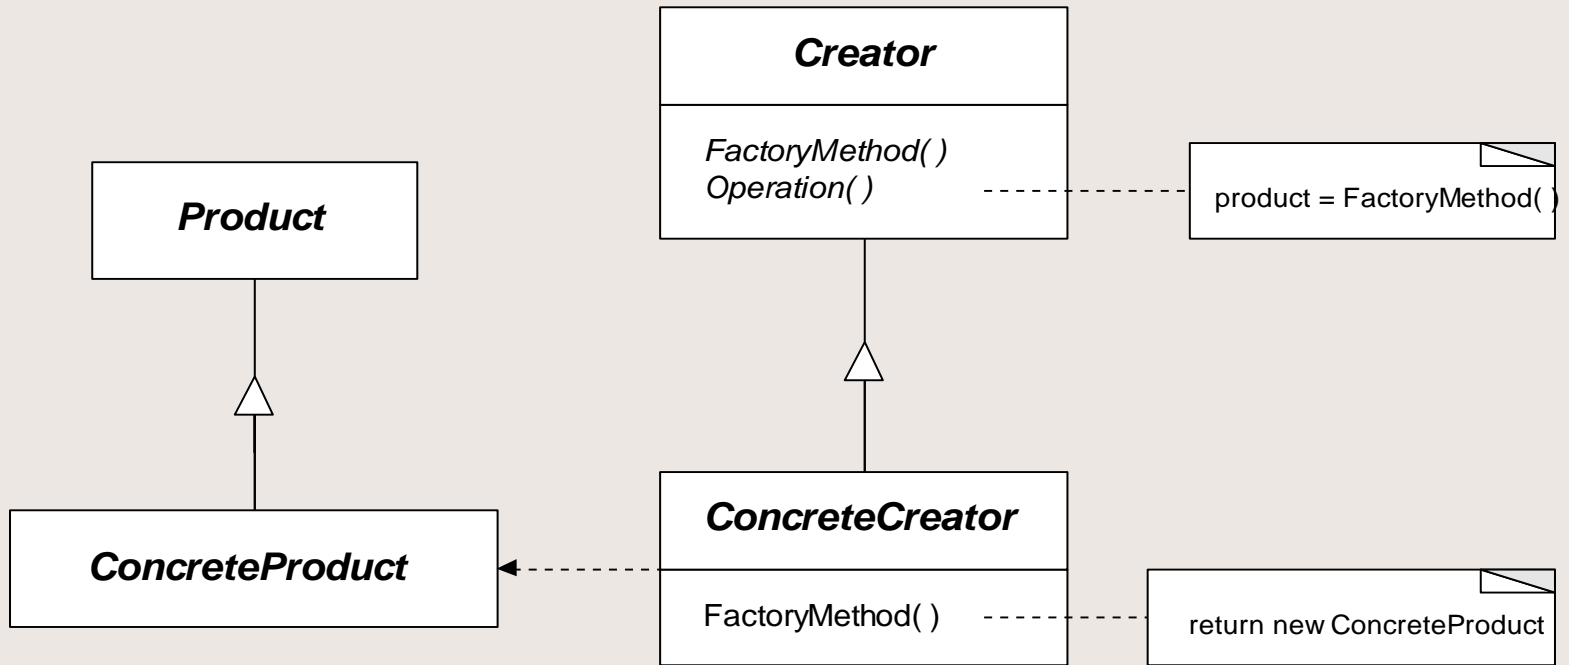 Creator
FactoryMethod( )
Operation( )
product = FactoryMethod( )
Product
ConcreteCreator
FactoryMethod( )
return new ConcreteProduct
ConcreteProduct